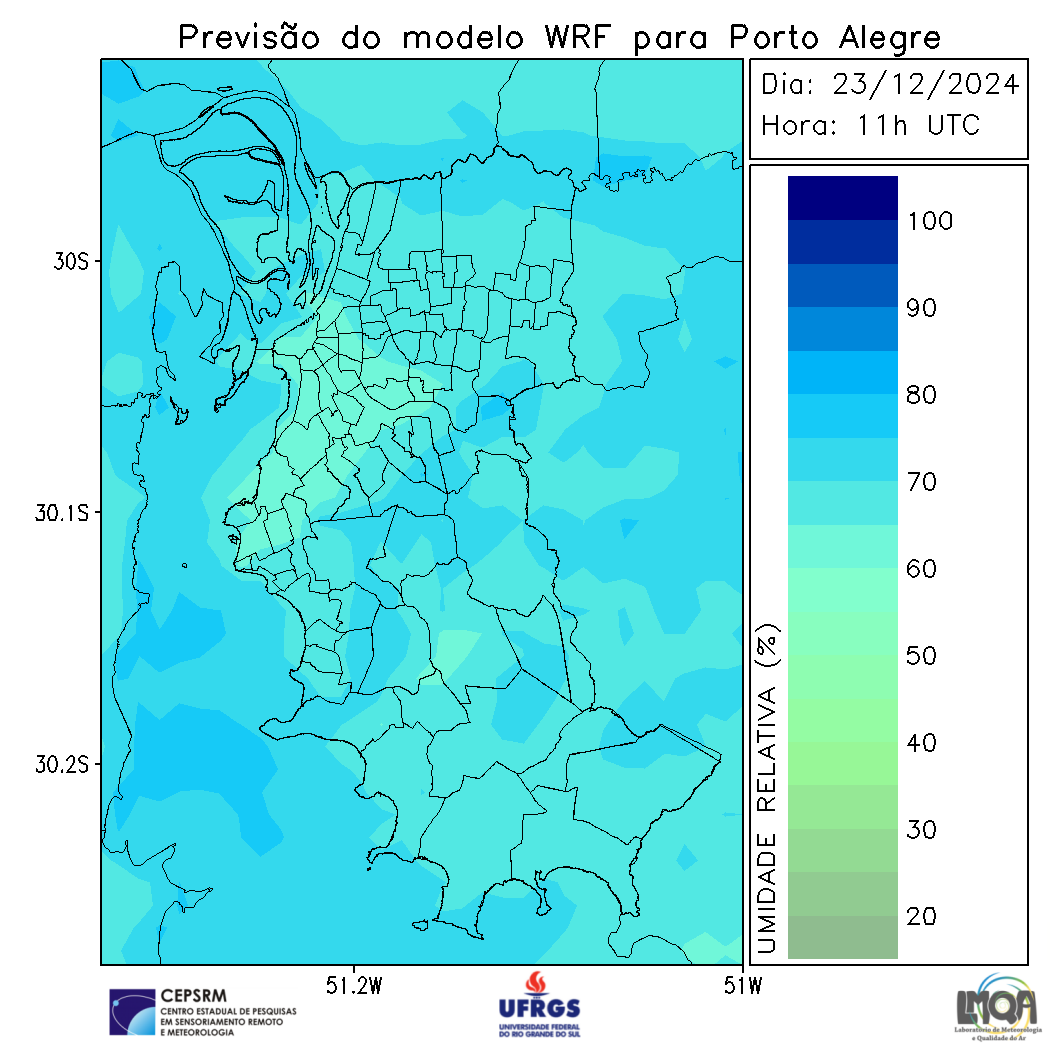 Previsão do modelo WRF para Porto Alegre
Dia: 23/12/2024
Hora: 11h UTC
100
90
80
70
60
50
40
30
20
UMIDADE RELATIVA (%)
30S
30.1S
30.2S
51.2W
51W
CEPSRM
CENTRO ESTADUAL DE PESQUISAS
EM SENSORIAMENTO REMOTO
E METEOROLOGIA
UFRGS
UNIVERSIDADE FEDERAL
DO RIO GRANDE DO SUL
LMQA
Laboratório de Meteorologia
e Qualidade do Ar